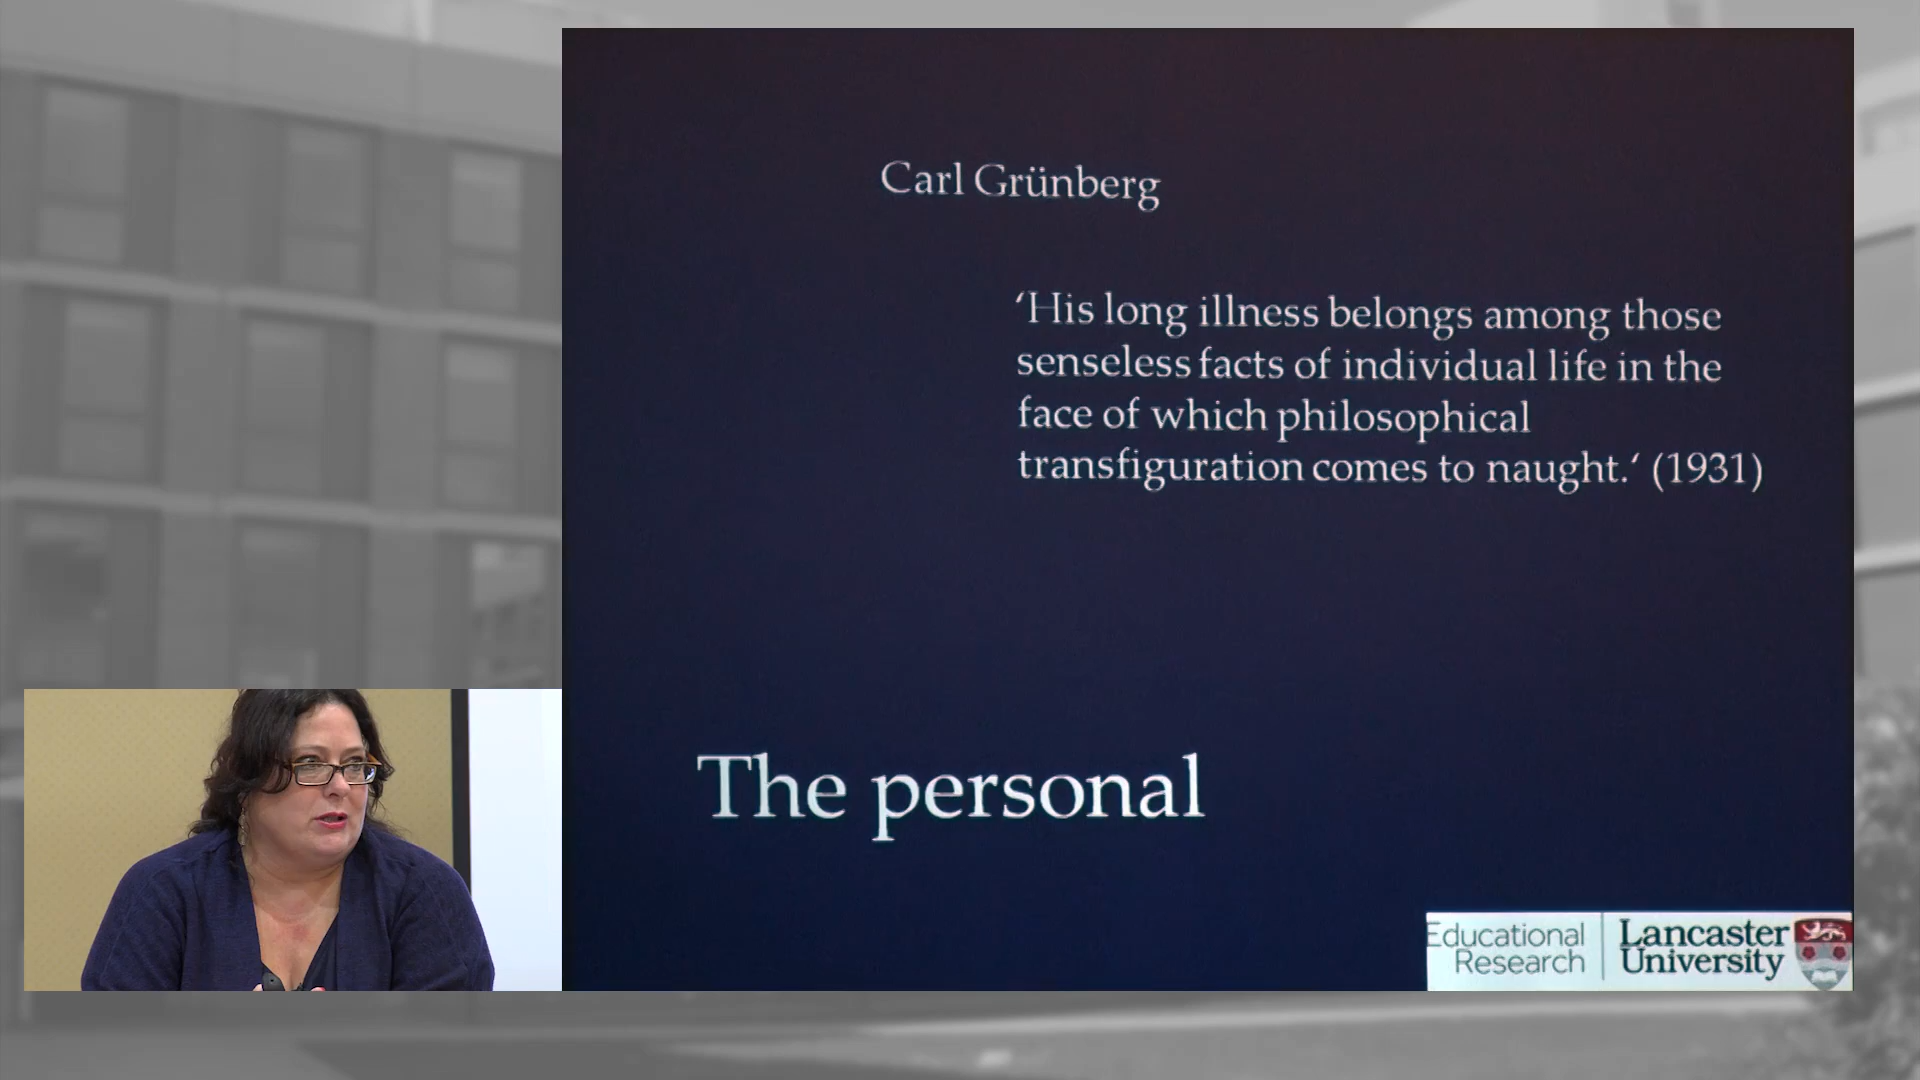 Carl Grünberg
‘His long illness belongs among those
senseless facts of individual life in the
face of which philosophical
transfiguration comes to naught.‘ (1931)
The personal
Educational
Research
Lancaster
University